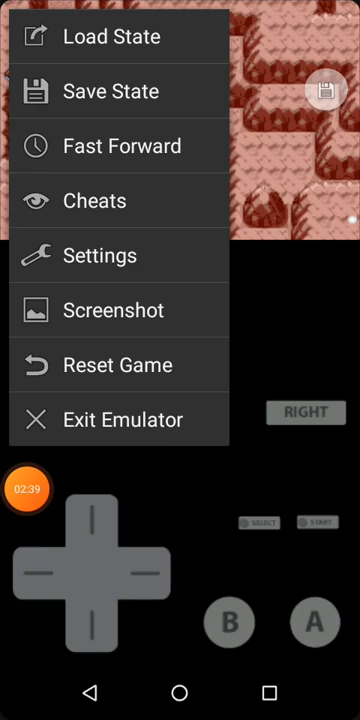 Load State
Save State
Fast Forward
Cheats
Settings
Screenshot
Reset Game
Exit Emulator
RIGHT
02:39
SELECT
START
B
A